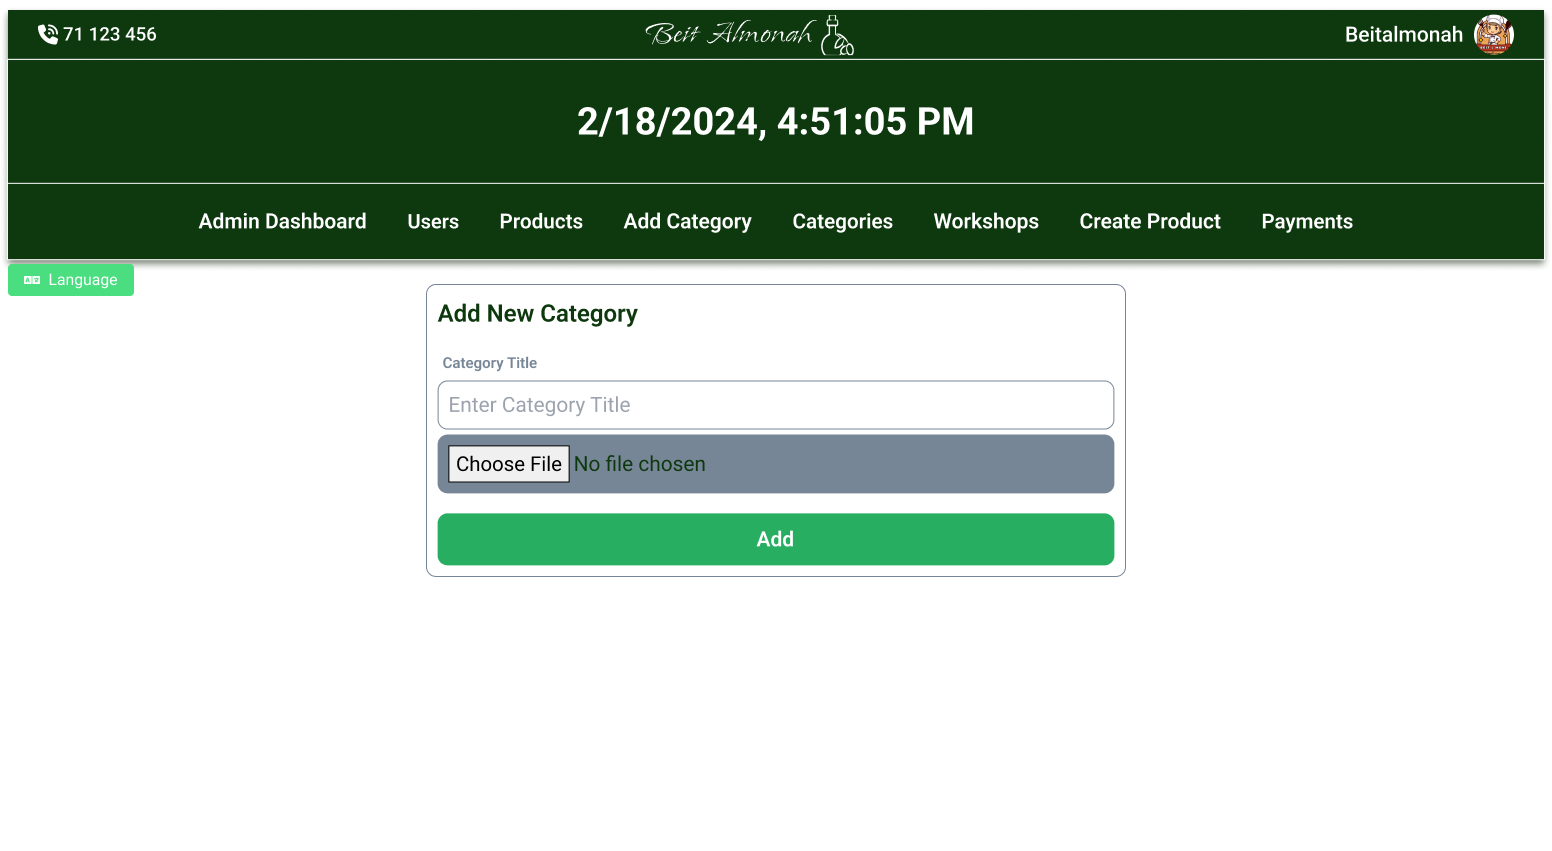 71 123 456
Beit Almonah
Beitalmonah
2/18/2024, 4:51:05 PM
Admin Dashboard Users Products Add Category Categories Workshops Create Product Payments
Language
Add New Category
Category Title
Enter Category Title
Choose File No file chosen
Add